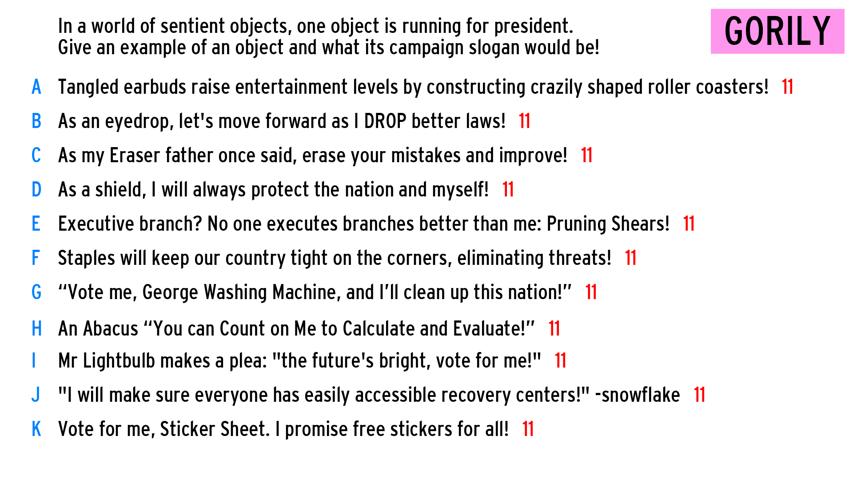 In a world of sentient objects, one object is running for president.
Give an example of an object and what its campaign slogan would be!
GORILY
A Tangled earbuds raise entertainment levels by constructing crazily shaped roller coasters! 11
B As an eyedrop, let's move forward as I DROP better laws! 11
C As my Eraser father once said, erase your mistakes and improve! 11
D As a shield, I will always protect the nation and myself! 11
E Executive branch? No one executes branches better than me: Pruning Shears! 11
F Staples will keep our country tight on the corners, eliminating threats! 11
G “Vote me, George Washing Machine, and I’ll clean up this nation!” 11
H An Abacus “You can Count on Me to Calculate and Evaluate!” 11
I Mr Lightbulb makes a plea: "the future's bright, vote for me!" 11
J "I will make sure everyone has easily accessible recovery centers!" -snowflake 11
K Vote for me, Sticker Sheet. I promise free stickers for all! 11